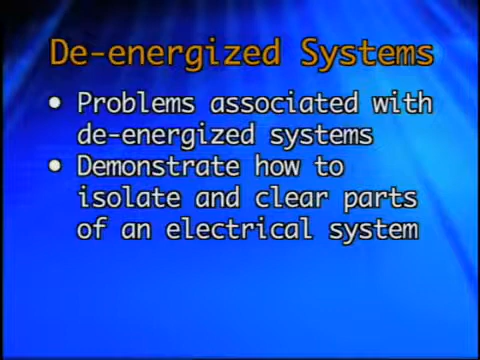 De-energized Systems
• Problems associated with
de-energized systems
• Demonstrate how to
isolate and clear parts
of an electrical system